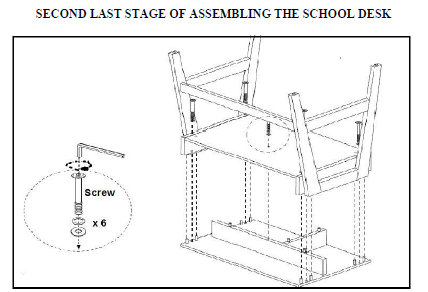 SECOND LAST STAGE OF ASSEMBLING THE SCHOOL DESK
Screw
x 6